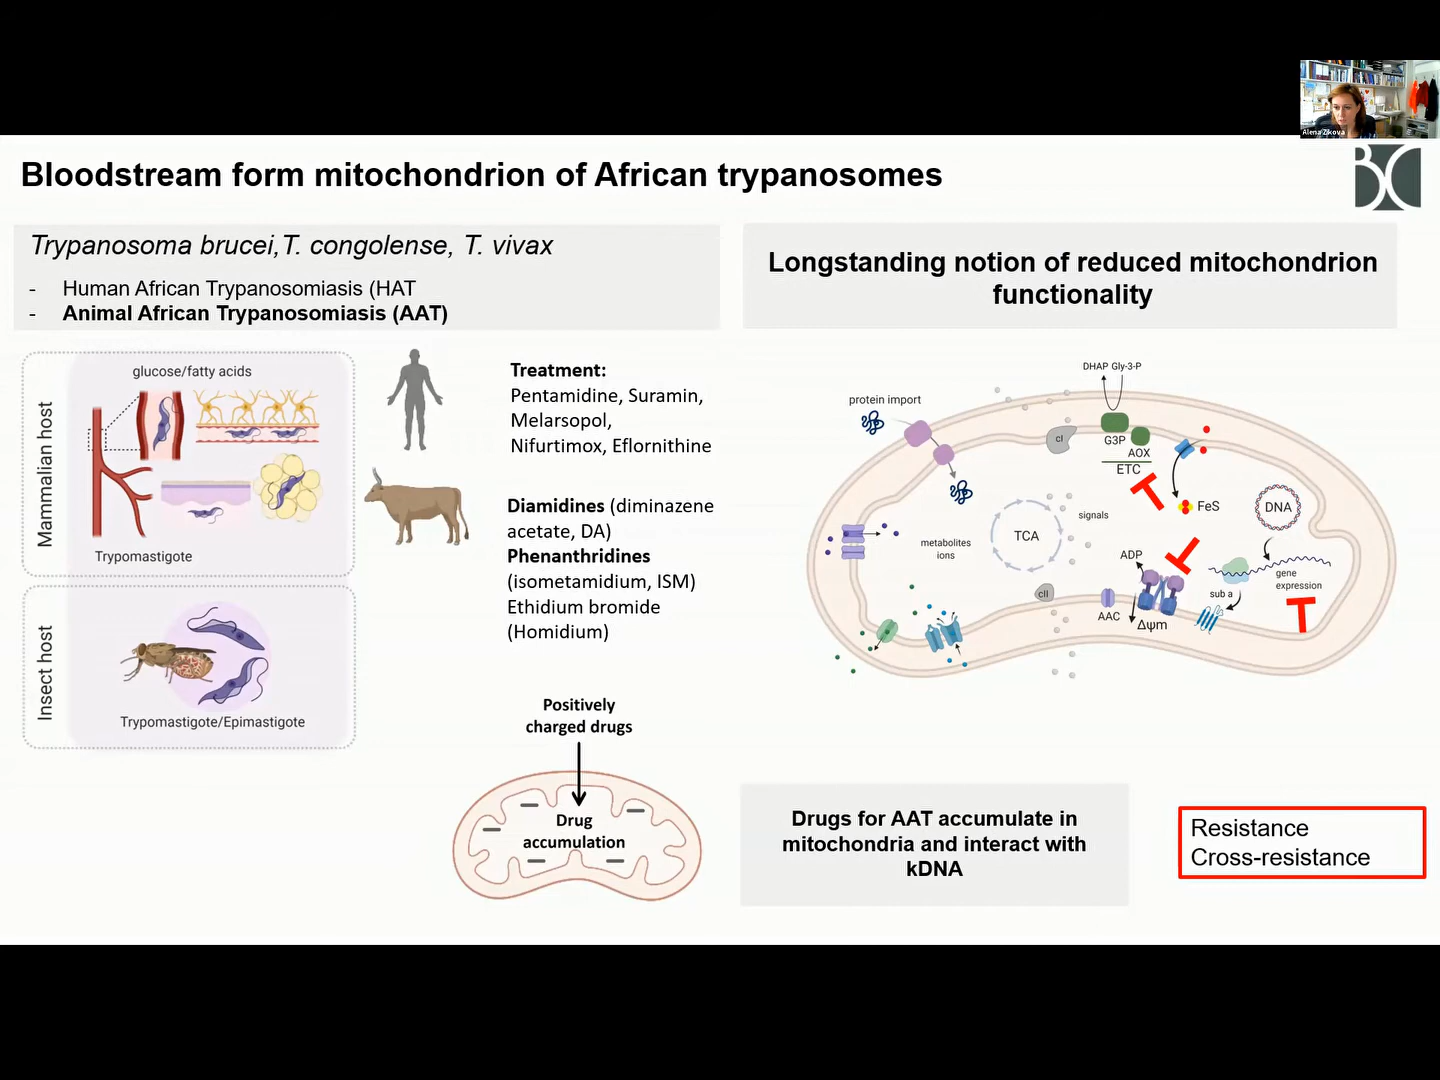 Alena Zikova
BC
Bloodstream form mitochondrion of African trypanosomes
Trypanosoma brucei,T. congolense, T. vivax
- Human African Trypanosomiasis (HAT
- Animal African Trypanosomiasis (AAT)
Longstanding notion of reduced mitochondrion
functionality
Mammalian host
glucose/fatty acids
Trypomastigote
Insect host
Trypomastigote/Epimastigote
Treatment:
Pentamidine, Suramin,
Melarsopol,
Nifurtimox, Eflornithine
Diamidines (diminazene
acetate, DA)
Phenanthridines
(isometamidium, ISM)
Ethidium bromide
(Homidium)
Positively
charged drugs
Drug
accumulation
protein import
DHAP Gly-3-P
cI
G3P
AOX
ETC
FeS
DNA
signals
TCA
metabolites
ions
ADP
gene
expression
sub a
cII
AAC
Δψm
Drugs for AAT accumulate in
mitochondria and interact with
kDNA
Resistance
Cross-resistance